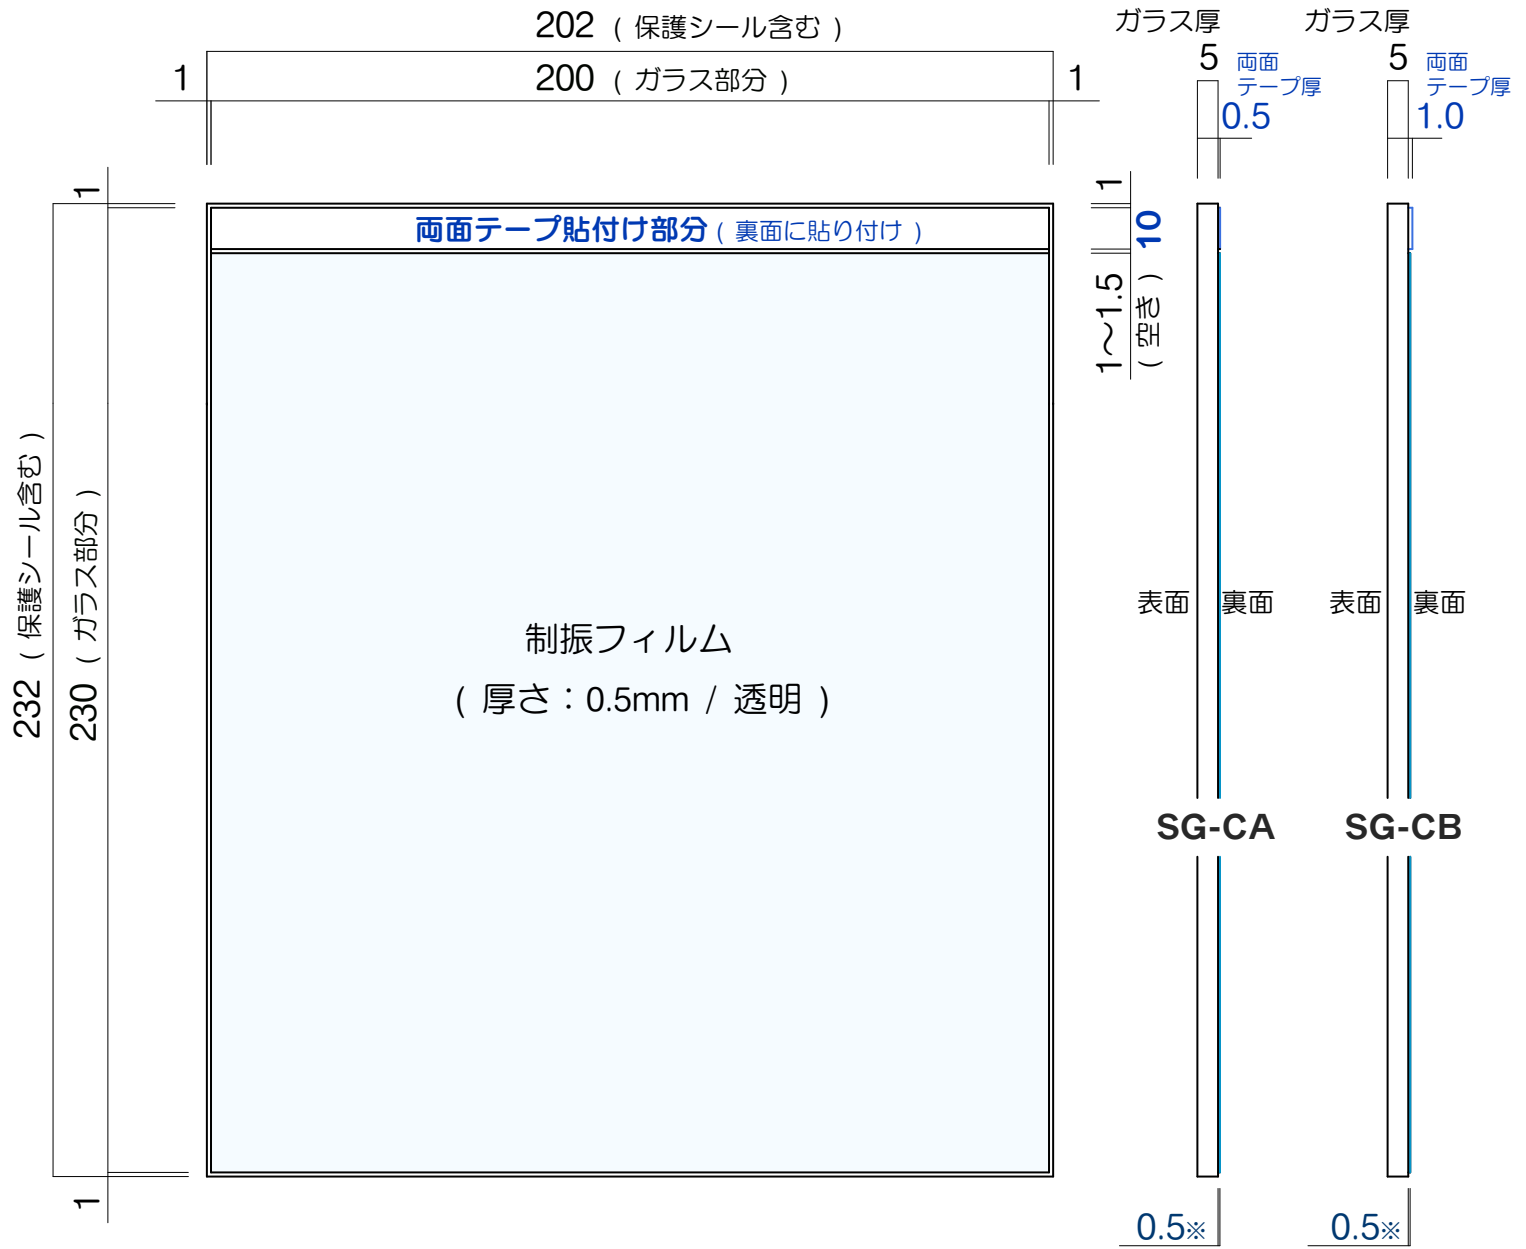 202 ( 保護シール含む )
1
200 ( ガラス部分 )
1
ガラス厚
5
両面
テープ厚
0.5
ガラス厚
5
両面
テープ厚
1.0
1
両面テープ貼付け部分 ( 裏面に貼り付け )
1
10
1〜1.5
( 空き )
232 ( 保護シール含む )
230 ( ガラス部分 )
表面
裏面
表面
裏面
制振フィルム
( 厚さ：0.5mm / 透明 )
SG-CA
SG-CB
1
0.5※
0.5※